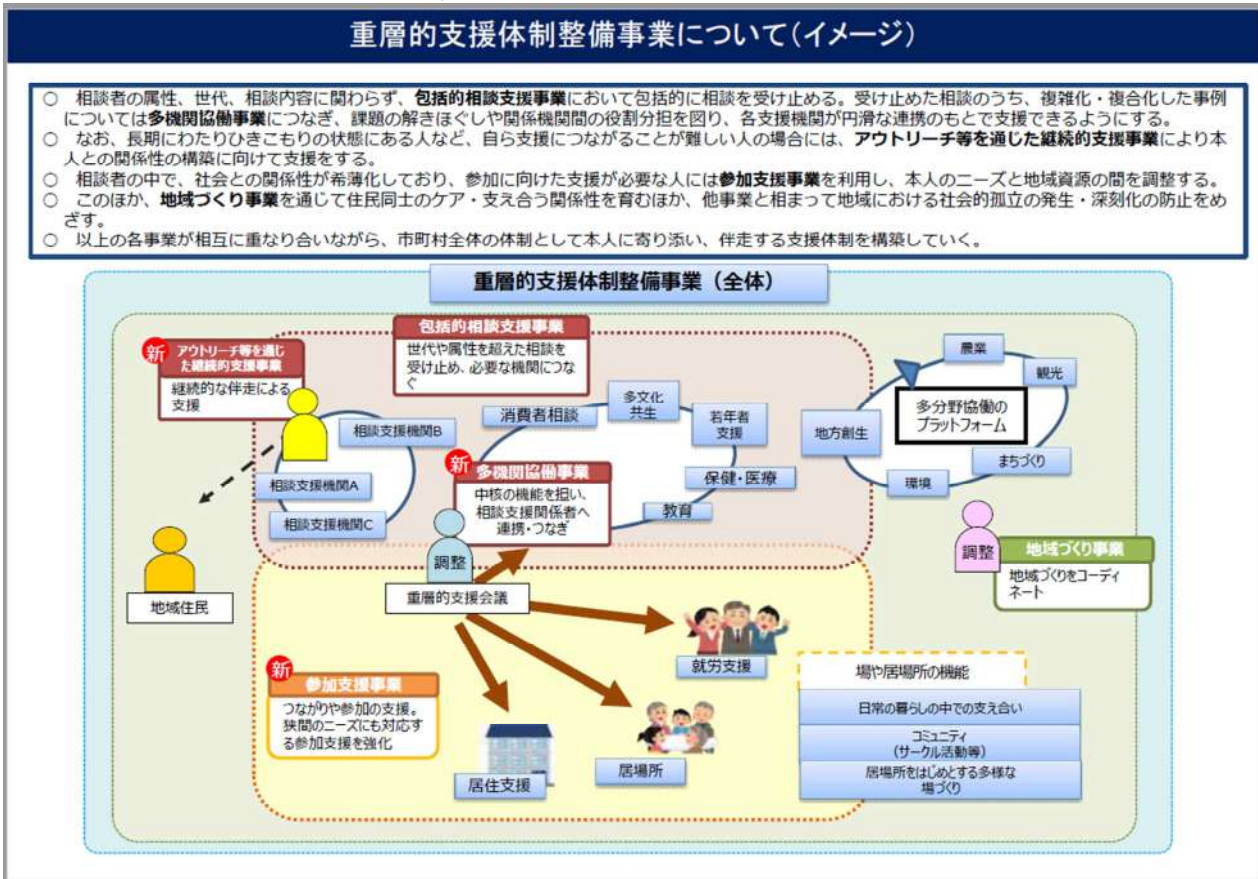 重層的支援体制整備事業について(イメージ)
○ 相談者の属性、世代、相談内容に関わらず、包括的相談支援事業において包括的に相談を受け止める。受け止めた相談のうち、複雑化・複合化した事例
については多機関協働事業につなぎ、課題の解きほぐしや関係機関間の役割分担を図り、各支援機関が円滑な連携のもとで支援できるようにする。
○ なお、長期にわたりひきこもりの状態にある人など、自ら支援につながることが難しい人の場合には、アウトリーチ等を通じた継続的支援事業により本
人との関係性の構築に向けて支援をする。
○ 相談者の中で、社会との関係性が希薄化しており、参加に向けた支援が必要な人には参加支援事業を利用し、本人のニーズと地域資源の間を調整する。
○ このほか、地域づくり事業を通じて住民同士のケア・支え合う関係性を育むほか、他事業と相まって地域における社会的孤立の発生・深刻化の防止をめ
ざす。
○ 以上の各事業が相互に重なり合いながら、市町村全体の体制として本人に寄り添い、伴走する支援体制を構築していく。
重層的支援体制整備事業(全体)
新
アウトリーチ等を通じ
た継続的支援事業
継続的な伴走による
支援
包括的相談支援事業
世代や属性を超えた相談を
受け止め、必要な機関につな
ぐ
相談支援機関B
相談支援機関A
相談支援機関C
消費者相談
多文化
共生
若年者
支援
保健・医療
教育
新
多機関協働事業
中核の機能を担い、
相談支援関係者へ
連携・つなぎ
農業
観光
多分野協働の
プラットフォーム
地方創生
まちづくり
環境
調整
重層的支援会議
地域住民
調整
地域づくり事業
地域づくりをコーディ
ネート
新
参加支援事業
つながりや参加の支援。
狭間のニーズにも対応す
る参加支援を強化
就労支援
居場所
居住支援
場や居場所の機能
日常の暮らしの中での支え合い
コミュニティ
(サークル活動等)
居場所をはじめとする多様な
場づくり